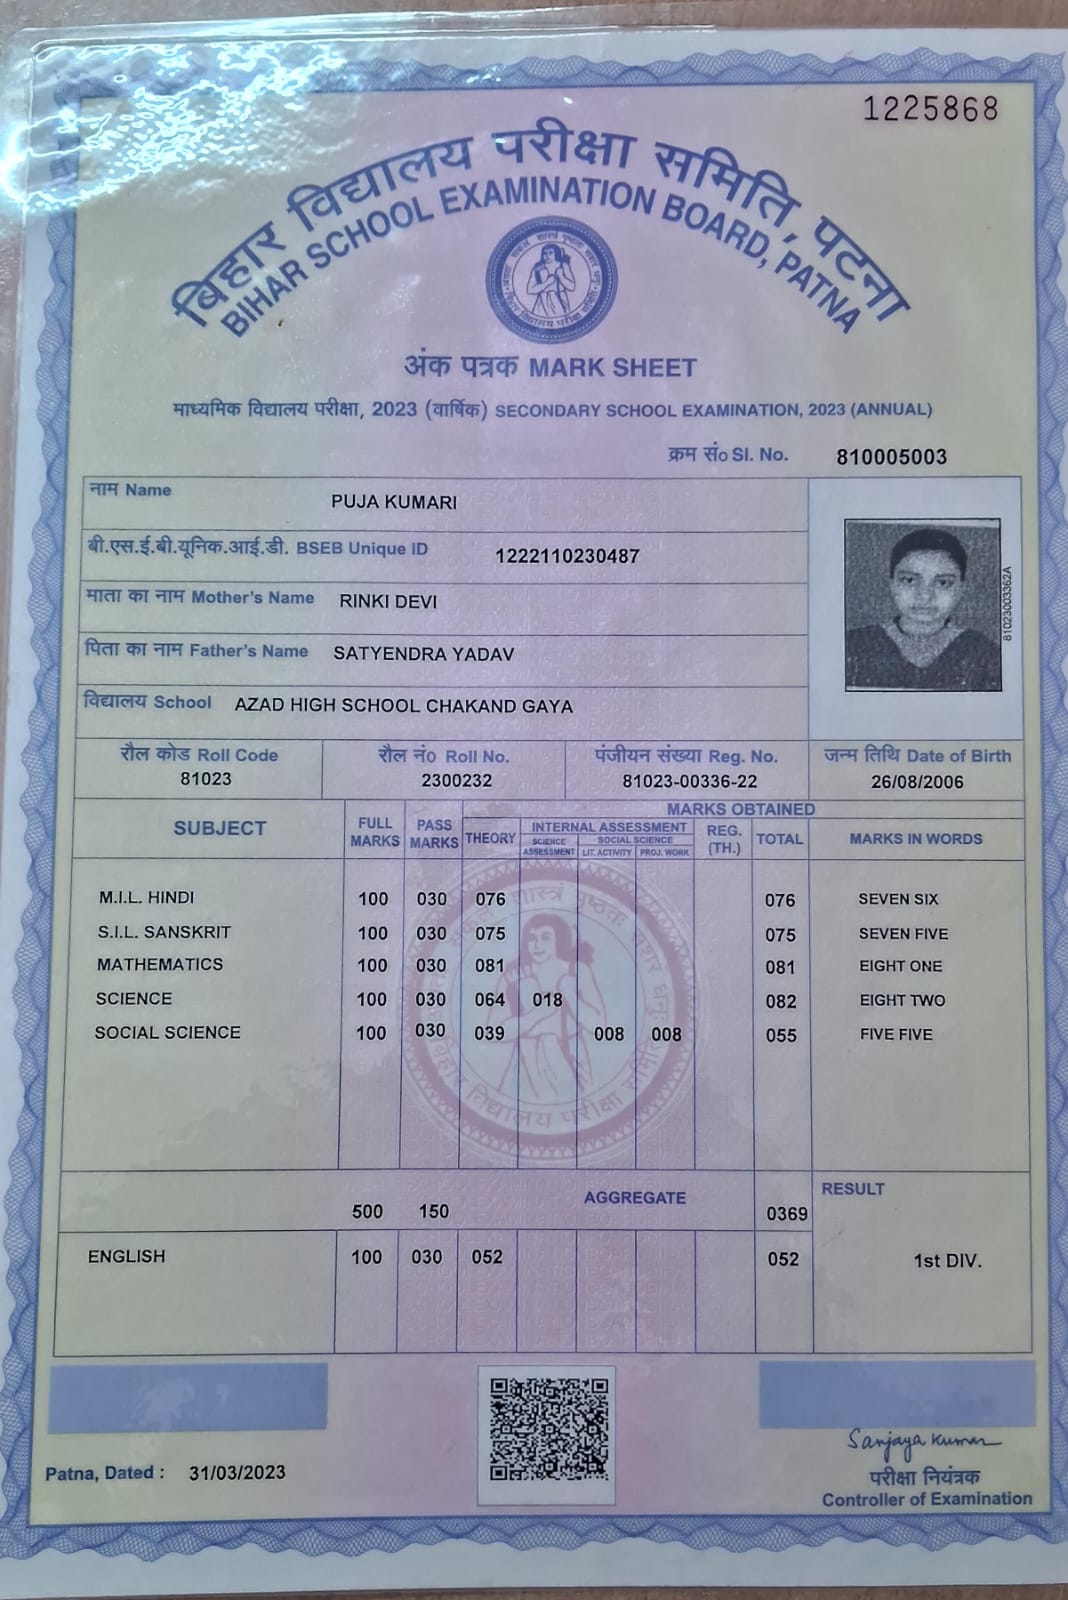 1225868
बिहार विद्यालय परीक्षा समिति, पटना
BIHAR SCHOOL EXAMINATION BOARD, PATNA
अंक पत्रक MARK SHEET
माध्यमिक विद्यालय परीक्षा, 2023 (वार्षिक) SECONDARY SCHOOL EXAMINATION, 2023 (ANNUAL)
क्रम सं० Sl. No. 810005003
नाम Name PUJA KUMARI
बी.एस.ई.बी.यूनिक.आई.डी. BSEB Unique ID 1222110230487
माता का नाम Mother's Name RINKI DEVI
पिता का नाम Father's Name SATYENDRA YADAV
विद्यालय School AZAD HIGH SCHOOL CHAKAND GAYA
81023003362A
रौल कोड Roll Code रौल नं० Roll No. पंजीयन संख्या Reg. No. जन्म तिथि Date of Birth
81023 2300232 81023-00336-22 26/08/2006
MARKS OBTAINED
SUBJECT FULL MARKS PASS MARKS THEORY INTERNAL ASSESSMENT REG. (TH.) TOTAL MARKS IN WORDS
SCIENCE ASSESSMENT SOCIAL SCIENCE
LIT. ACTIVITY PROJ. WORK
M.I.L. HINDI 100 030 076 076 SEVEN SIX
S.I.L. SANSKRIT 100 030 075 075 SEVEN FIVE
MATHEMATICS 100 030 081 081 EIGHT ONE
SCIENCE 100 030 064 018 082 EIGHT TWO
SOCIAL SCIENCE 100 030 039 008 008 055 FIVE FIVE
500 150 AGGREGATE 0369 RESULT
ENGLISH 100 030 052 052 1st DIV.
Sanjaya Kumar
Patna, Dated : 31/03/2023
परीक्षा नियंत्रक
Controller of Examination